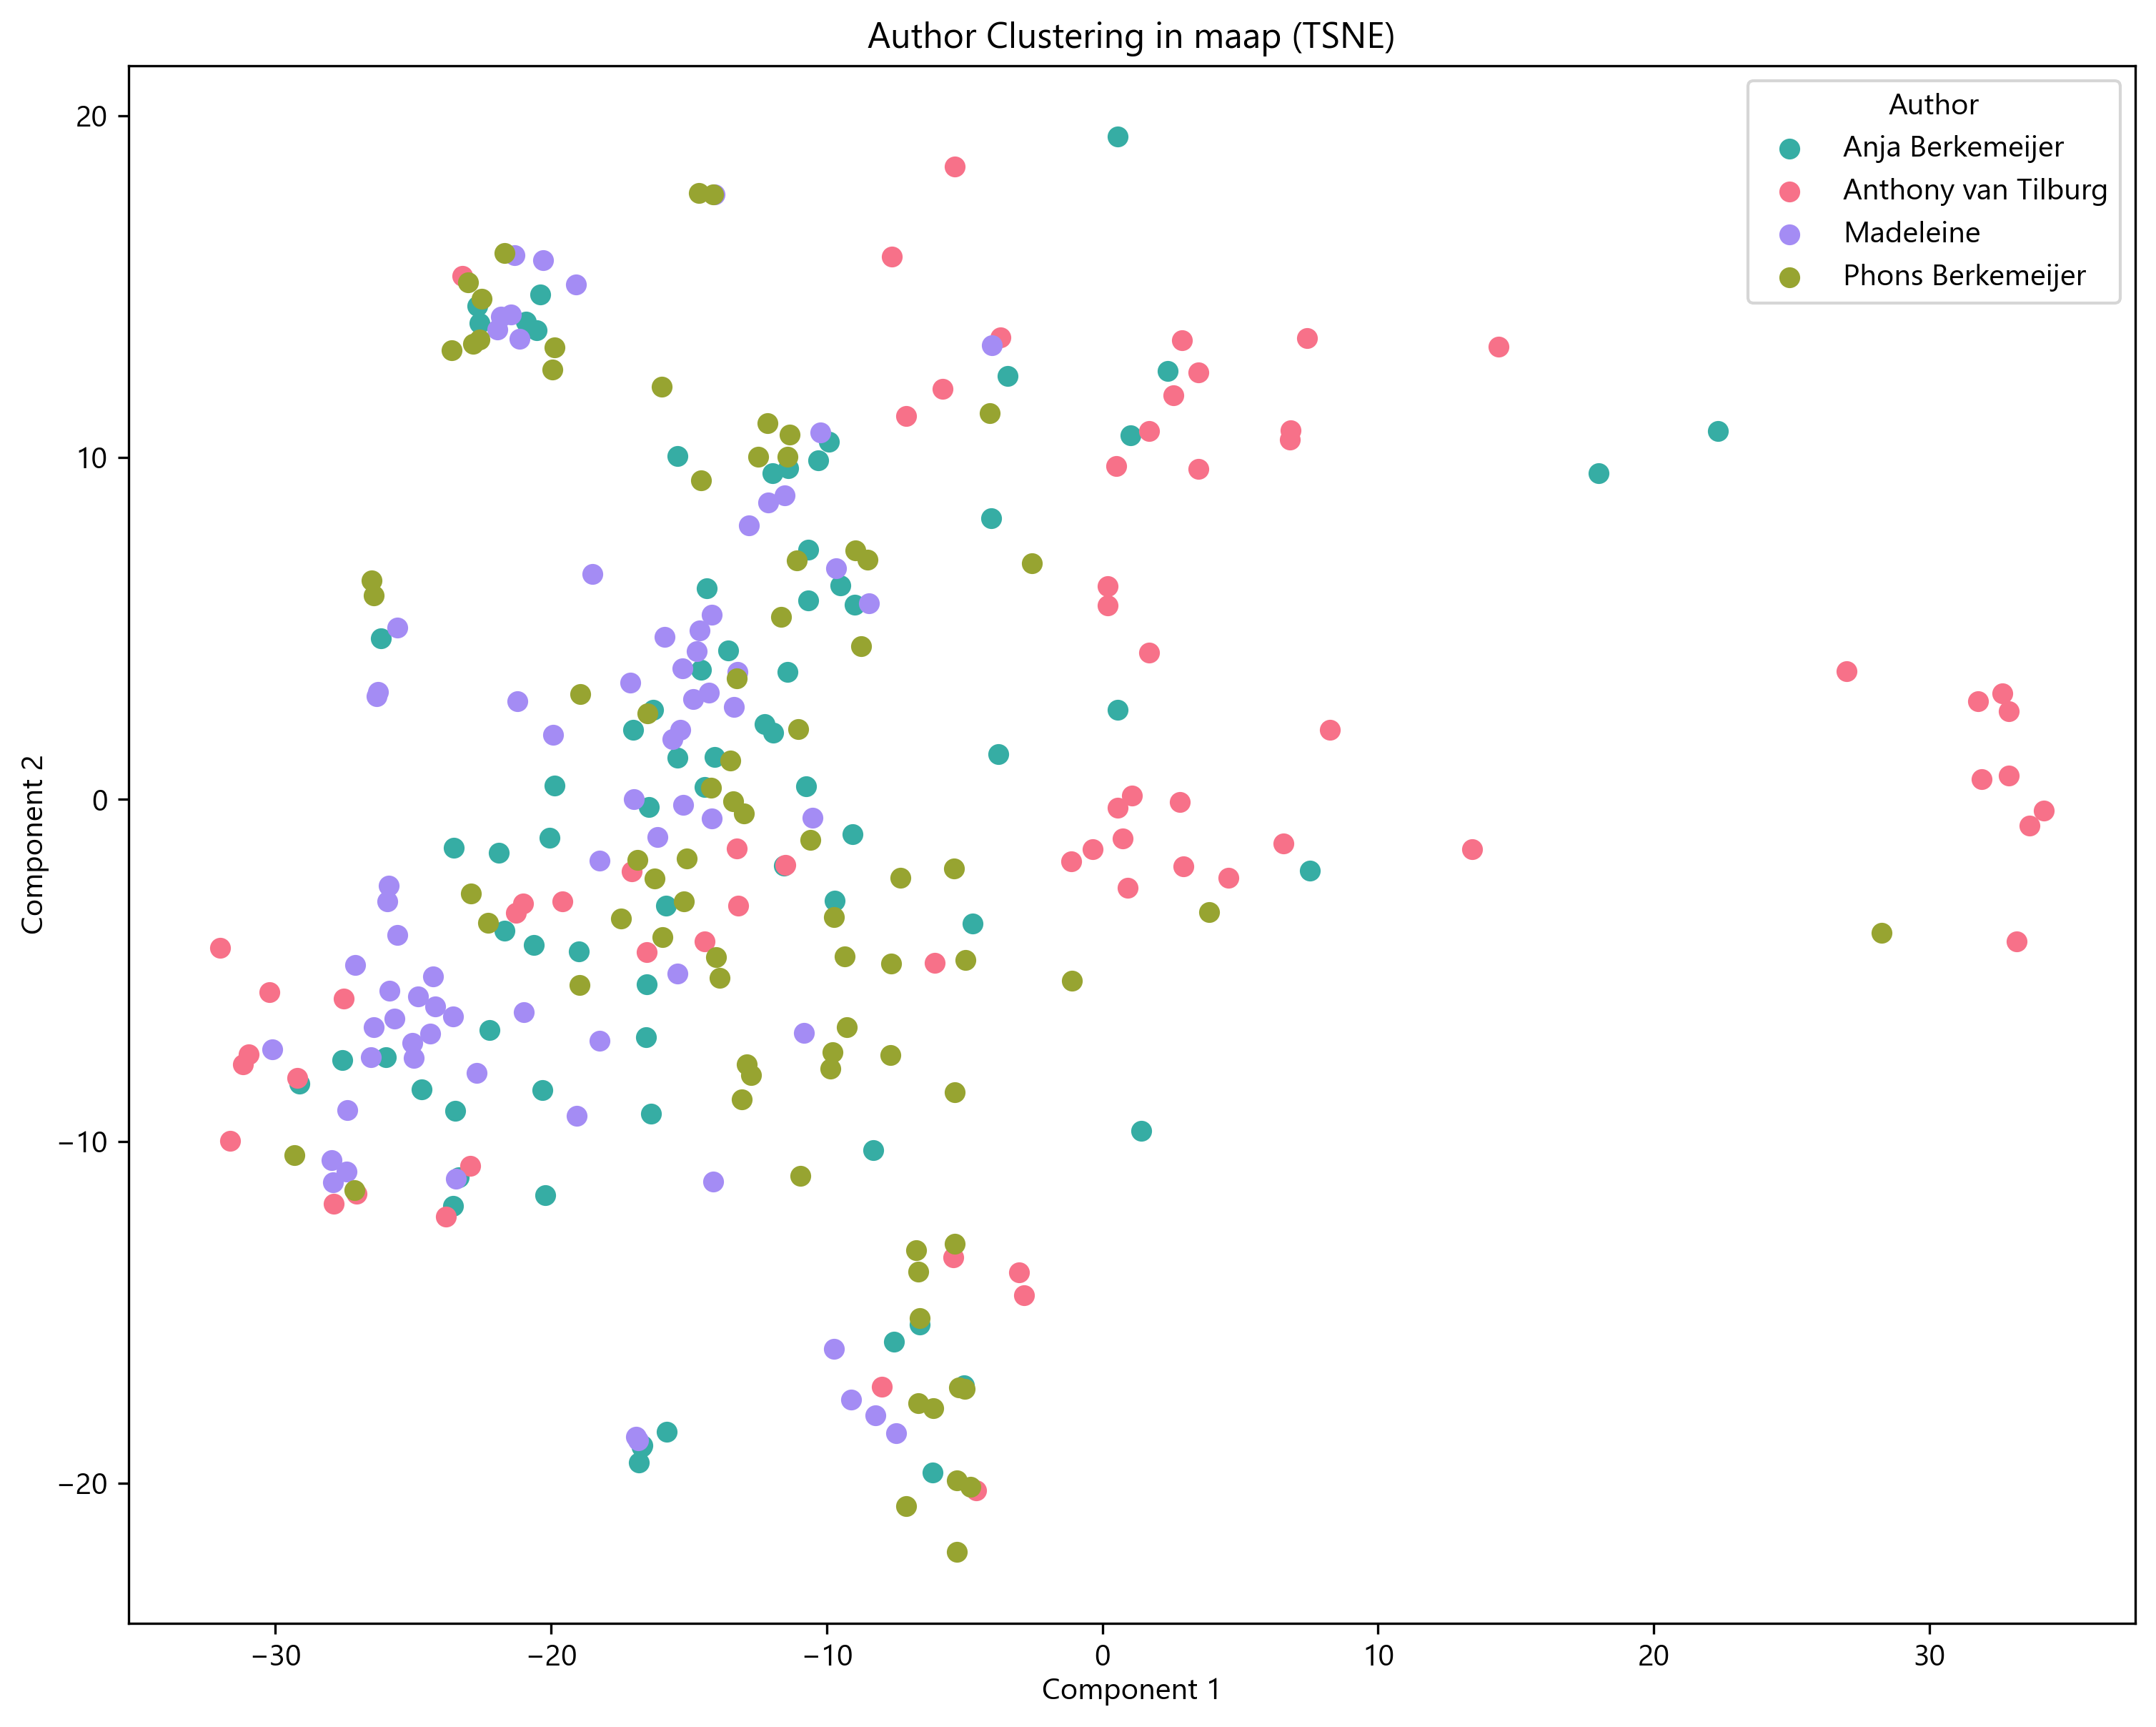 Author Clustering in maap (TSNE)
Author
Anja Berkemeijer
Anthony van Tilburg
Madeleine
Phons Berkemeijer
20
10
0
−10
−20
Component 2
−30
−20
−10
0
10
20
30
Component 1